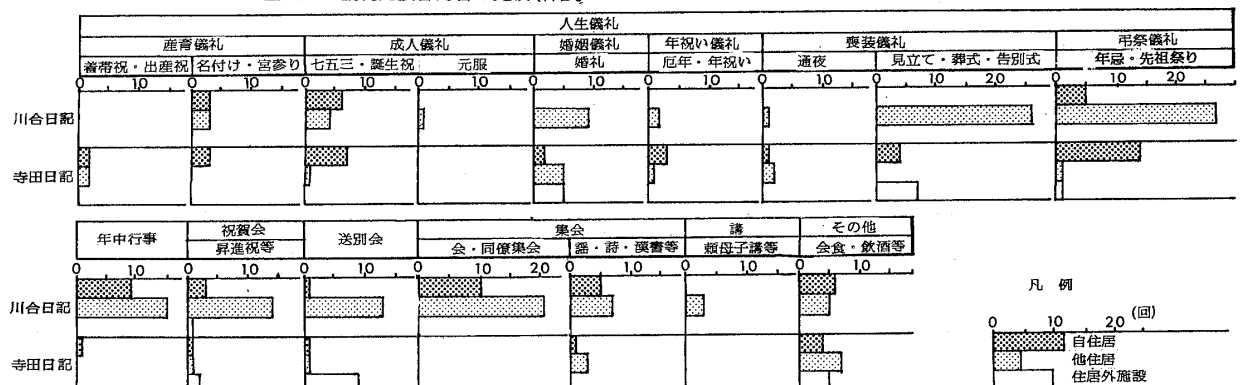 人生儀礼
産育儀礼 成人儀礼 婚姻儀礼 年祝い儀礼 喪装儀礼 弔祭儀礼
着帯祝・出産祝 名付け・宮参り 七五三・誕生祝 元服 婚礼 厄年・年祝い 通夜 見立て・葬式・告別式 年忌・先祖祭り
0 1,0 0 1,0 0 1,0 0 1,0 0 1,0 0 1,0 0 1,0 0 1,0 2,0 0 1,0 2,0
川合日記
寺田日記
年中行事 祝賀会 送別会 集会 講 その他
昇進祝等 会・同僚集会 謡・詩・漢書等 頼母子講等 会食・飲酒等
0 1,0 0 1,0 0 1,0 0 1,0 2,0 0 1,0 0 1,0 0 1,0
川合日記
寺田日記
凡例
0 10 20 (回)
自住居
他住居
住居外施設